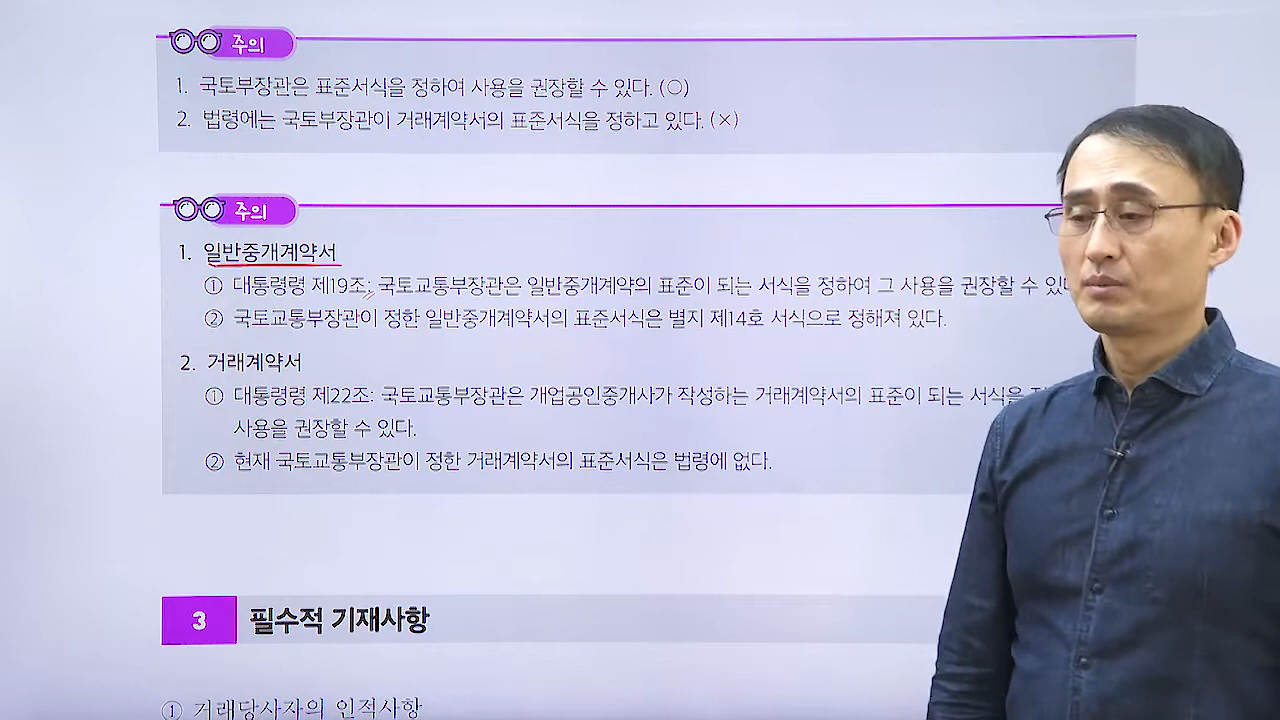 주의
1. 국토부장관은 표준서식을 정하여 사용을 권장할 수 있다. (○)
2. 법령에는 국토부장관이 거래계약서의 표준서식을 정하고 있다. (×)
주의
1. 일반중개계약서
① 대통령령 제19조: 국토교통부장관은 일반중개계약의 표준이 되는 서식을 정하여 그 사용을 권장할 수
② 국토교통부장관이 정한 일반중개계약서의 표준서식은 별지 제14호 서식으로 정해져 있다.
2. 거래계약서
① 대통령령 제22조: 국토교통부장관은 개업공인중개사가 작성하는 거래계약서의 표준이 되는 서식을
사용을 권장할 수 있다.
② 현재 국토교통부장관이 정한 거래계약서의 표준서식은 법령에 없다.
3 필수적 기재사항
① 거래당사자의 인적사항